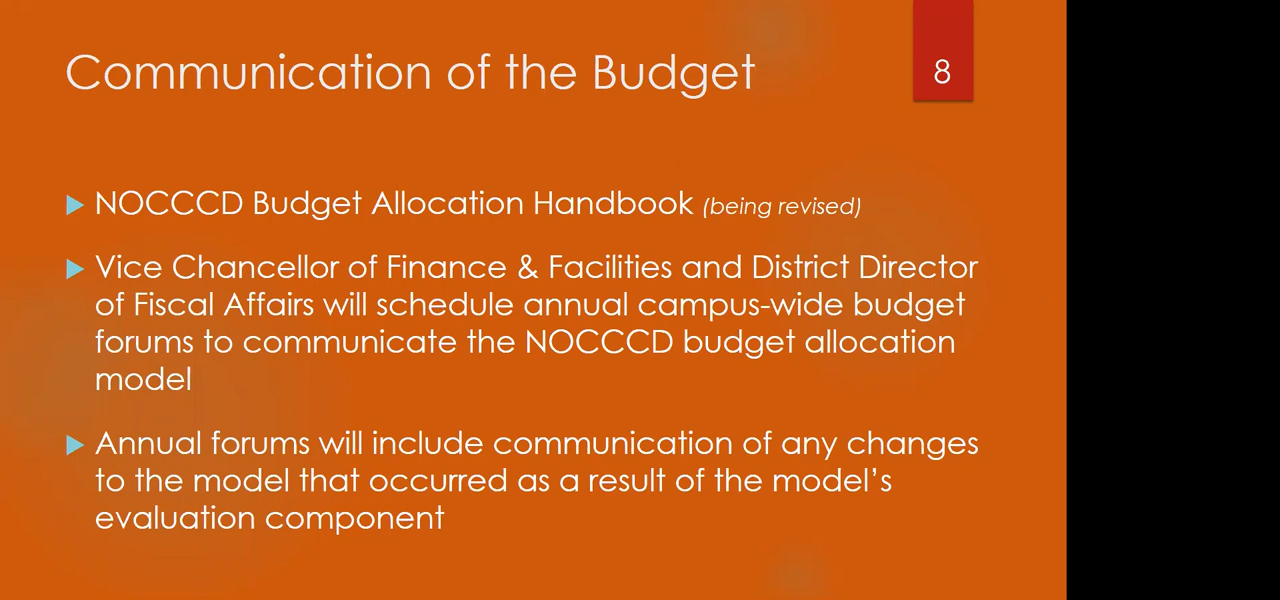 Communication of the Budget
8
NOCCCD Budget Allocation Handbook (being revised)
Vice Chancellor of Finance & Facilities and District Director
of Fiscal Affairs will schedule annual campus-wide budget
forums to communicate the NOCCCD budget allocation
model
Annual forums will include communication of any changes
to the model that occurred as a result of the model’s
evaluation component